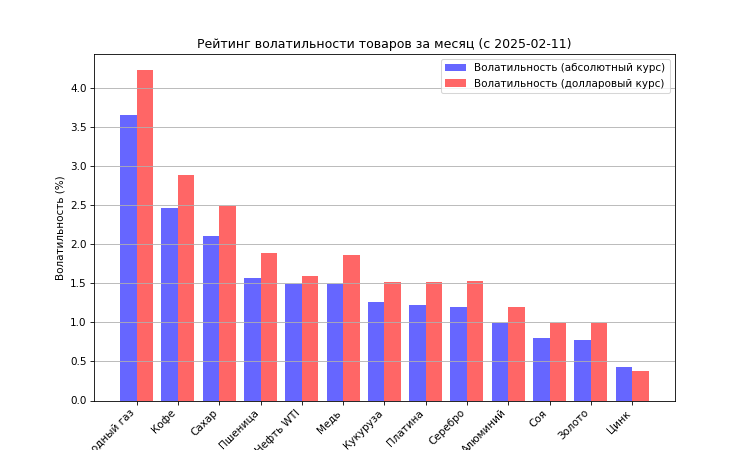 Рейтинг волатильности товаров за месяц (с 2025-02-11)
Волатильность (абсолютный курс)
Волатильность (долларовый курс)
Волатильность (%)
4.0
3.5
3.0
2.5
2.0
1.5
1.0
0.5
0.0
газ
Кофе
Сахар
Пшеница
Нефть WTI
Медь
Кукуруза
Платина
Серебро
Алюминий
Соя
Золото
Цинк